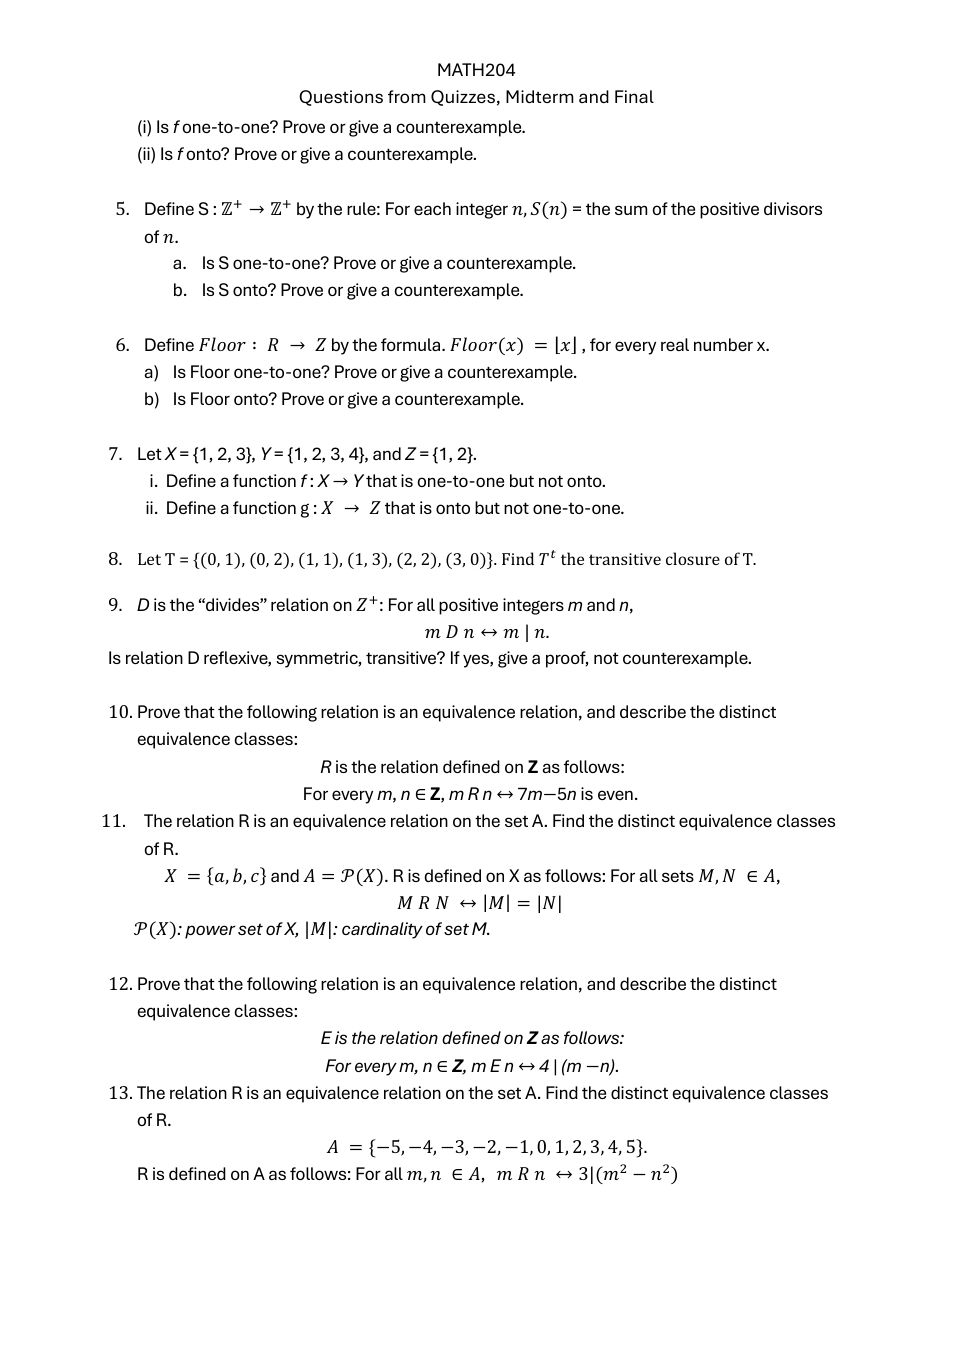 MATH204
Questions from Quizzes, Midterm and Final
(i) Is f one-to-one? Prove or give a counterexample.
(ii) Is f onto? Prove or give a counterexample.
5. Define S : ℤ⁺ → ℤ⁺ by the rule: For each integer n, S(n) = the sum of the positive divisors
of n.
a. Is S one-to-one? Prove or give a counterexample.
b. Is S onto? Prove or give a counterexample.
6. Define Floor : R → Z by the formula. Floor(x) = ⌊x⌋ , for every real number x.
a) Is Floor one-to-one? Prove or give a counterexample.
b) Is Floor onto? Prove or give a counterexample.
7. Let X = {1, 2, 3}, Y = {1, 2, 3, 4}, and Z = {1, 2}.
i. Define a function f : X → Y that is one-to-one but not onto.
ii. Define a function g : X → Z that is onto but not one-to-one.
8. Let T = {(0, 1), (0, 2), (1, 1), (1, 3), (2, 2), (3, 0)}. Find Tᵗ the transitive closure of T.
9. D is the “divides” relation on Z⁺: For all positive integers m and n,
m D n ↔ m | n.
Is relation D reflexive, symmetric, transitive? If yes, give a proof, not counterexample.
10. Prove that the following relation is an equivalence relation, and describe the distinct
equivalence classes:
R is the relation defined on Z as follows:
For every m, n ∈ Z, m R n ↔ 7m−5n is even.
11. The relation R is an equivalence relation on the set A. Find the distinct equivalence classes
of R.
X = {a, b, c} and A = 𝒫(X). R is defined on X as follows: For all sets M, N ∈ A,
M R N ↔ |M| = |N|
𝒫(X): power set of X, |M|: cardinality of set M.
12. Prove that the following relation is an equivalence relation, and describe the distinct
equivalence classes:
E is the relation defined on Z as follows:
For every m, n ∈ Z, m E n ↔ 4 | (m −n).
13. The relation R is an equivalence relation on the set A. Find the distinct equivalence classes
of R.
A = {−5, −4, −3, −2, −1, 0, 1, 2, 3, 4, 5}.
R is defined on A as follows: For all m, n ∈ A, m R n ↔ 3|(m² − n²)